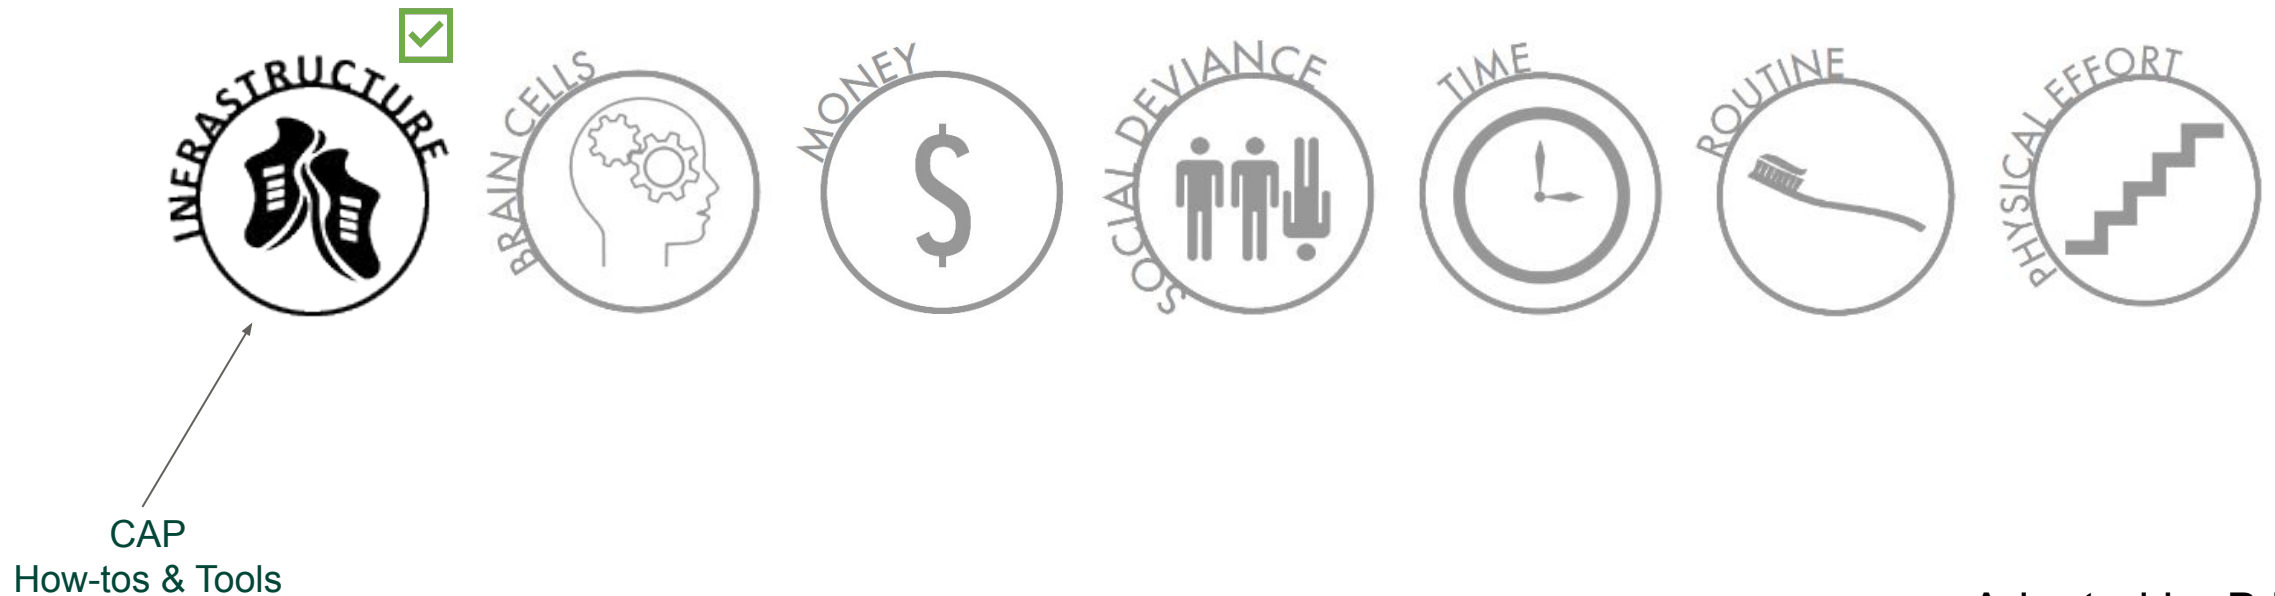 INFRASTRUCTURE
BRAIN CELLS
MONEY
SOCIAL DEVIANCE
TIME
ROUTINE
PHYSICAL EFFORT
CAP
How-tos & Tools